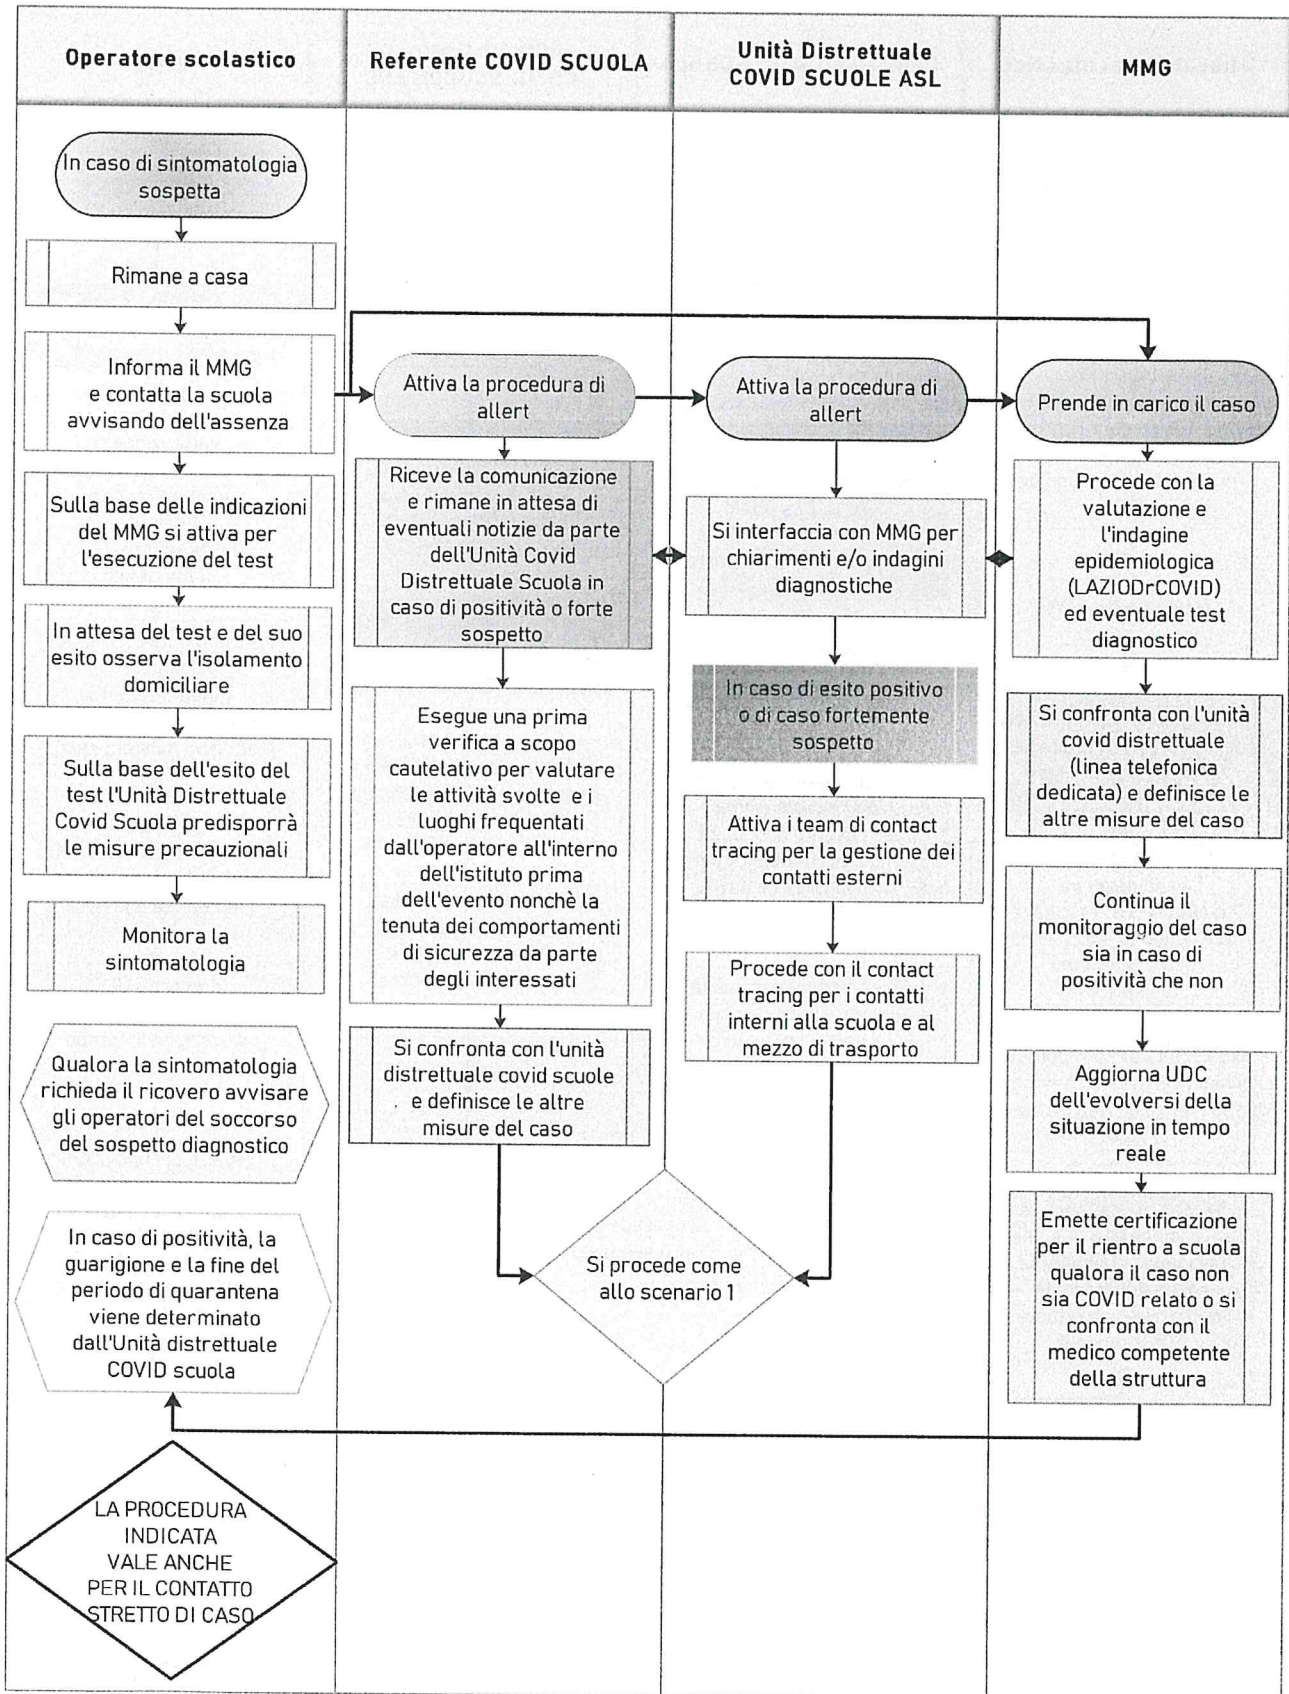 Operatore scolastico
Referente COVID SCUOLA
Unità Distrettuale
COVID SCUOLE ASL
MMG
In caso di sintomatologia
sospetta
Rimane a casa
Informa il MMG
e contatta la scuola
avvisando dell'assenza
Sulla base delle indicazioni
del MMG si attiva per
l'esecuzione del test
In attesa del test e del suo
esito osserva l'isolamento
domiciliare
Sulla base dell'esito del
test l'Unità Distrettuale
Covid Scuola predisporrà
le misure precauzionali
Monitora la
sintomatologia
Qualora la sintomatologia
richieda il ricovero avvisare
gli operatori del soccorso
del sospetto diagnostico
In caso di positività, la
guarigione e la fine del
periodo di quarantena
viene determinato
dall'Unità distrettuale
COVID scuola
LA PROCEDURA
INDICATA
VALE ANCHE
PER IL CONTATTO
STRETTO DI CASO
Attiva la procedura di
allert
Riceve la comunicazione
e rimane in attesa di
eventuali notizie da parte
dell'Unità Covid
Distrettuale Scuola in
caso di positività o forte
sospetto
Esegue una prima
verifica a scopo
cautelativo per valutare
le attività svolte e i
luoghi frequentati
dall'operatore all'interno
dell'istituto prima
dell'evento nonchè la
tenuta dei comportamenti
di sicurezza da parte
degli interessati
Si confronta con l'unità
distrettuale covid scuole
e definisce le altre
misure del caso
Si procede come
allo scenario 1
Attiva la procedura di
allert
Si interfaccia con MMG per
chiarimenti e/o indagini
diagnostiche
In caso di esito positivo
o di caso fortemente
sospetto
Attiva i team di contact
tracing per la gestione dei
contatti esterni
Procede con il contact
tracing per i contatti
interni alla scuola e al
mezzo di trasporto
Prende in carico il caso
Procede con la
valutazione e
l'indagine
epidemiologica
(LAZIODrCOVID)
ed eventuale test
diagnostico
Si confronta con l'unità
covid distrettuale
(linea telefonica
dedicata) e definisce le
altre misure del caso
Continua il
monitoraggio del caso
sia in caso di
positività che non
Aggiorna UDC
dell'evolversi della
situazione in tempo
reale
Emette certificazione
per il rientro a scuola
qualora il caso non
sia COVID relato o si
confronta con il
medico competente
della struttura